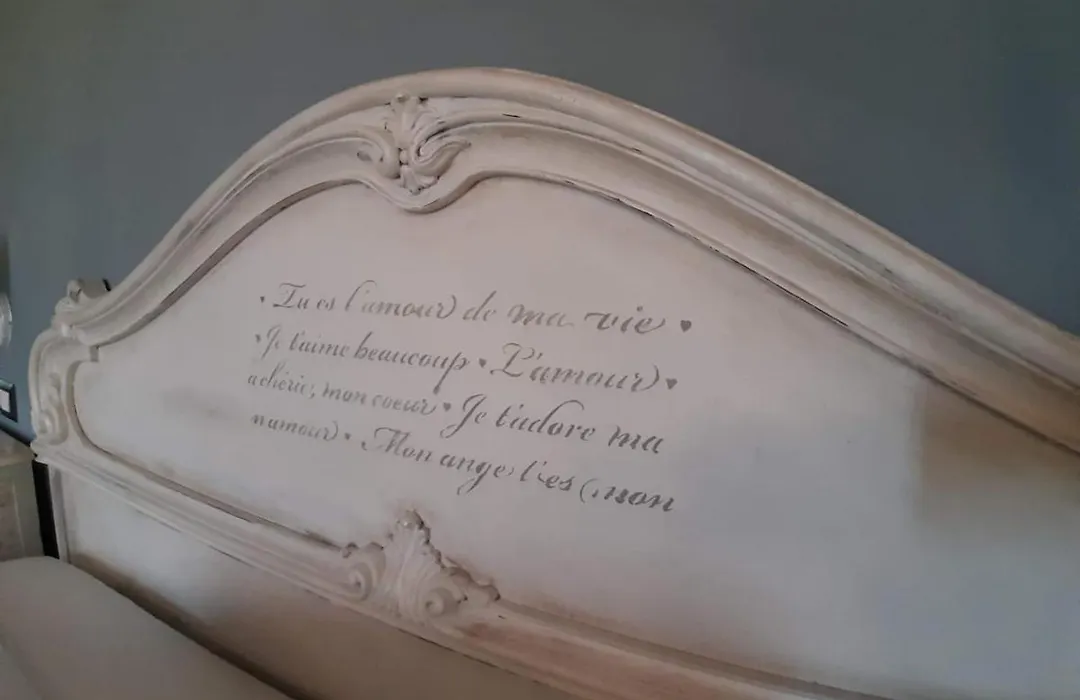 · Tu es l'amour de ma vie ♥
· Je t'aime beaucoup ♥ L'amour ♥
a chérie, mon coeur ♥ Je t'adore ma
n amour ♥ Mon ange t'es mon